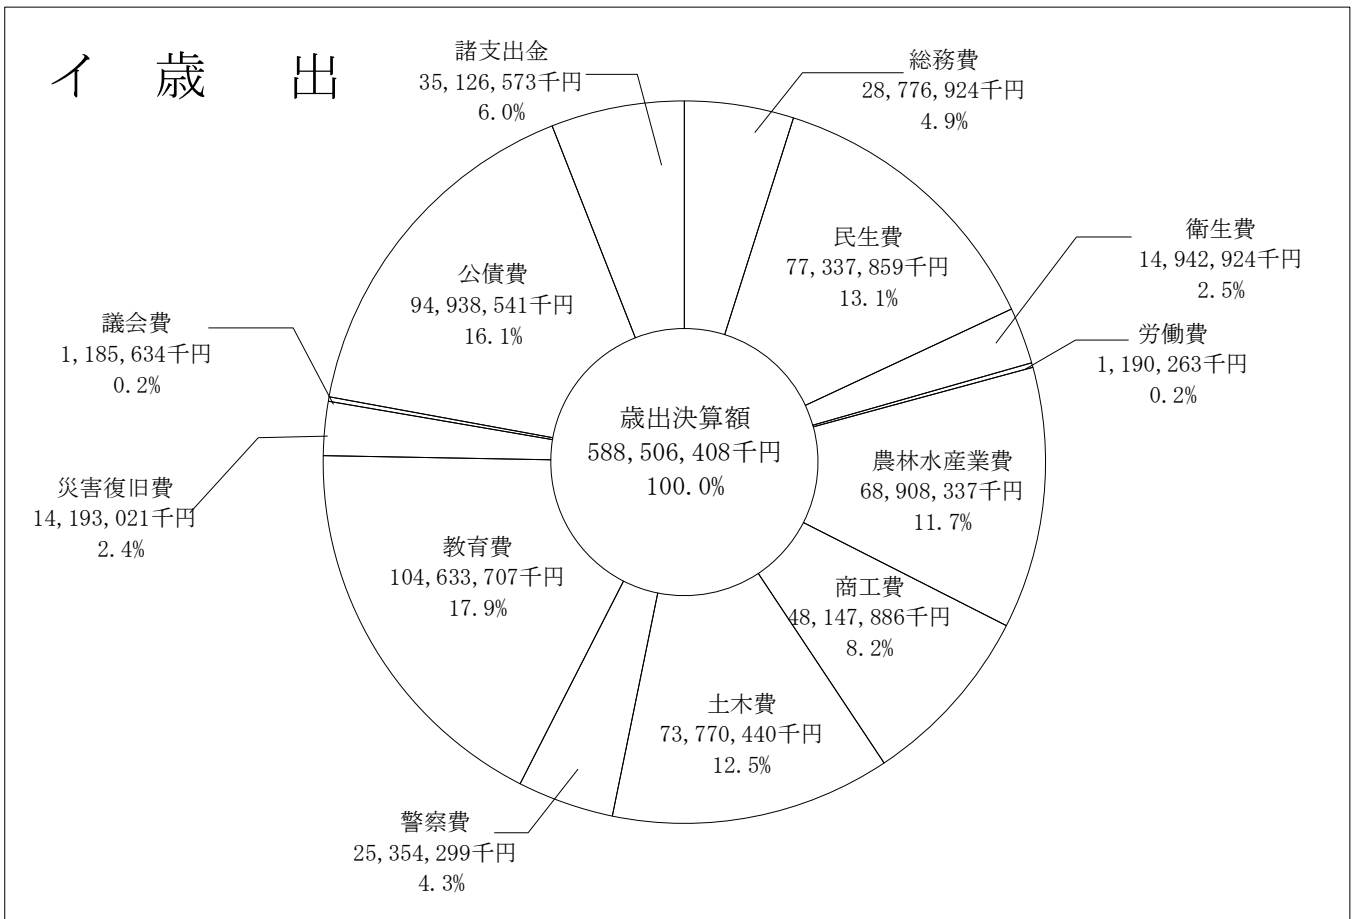 イ 歳 出
諸支出金
35,126,573千円
6.0%
総務費
28,776,924千円
4.9%
民生費
77,337,859千円
13.1%
衛生費
14,942,924千円
2.5%
労働費
1,190,263千円
0.2%
農林水産業費
68,908,337千円
11.7%
商工費
48,147,886千円
8.2%
土木費
73,770,440千円
12.5%
警察費
25,354,299千円
4.3%
教育費
104,633,707千円
17.9%
災害復旧費
14,193,021千円
2.4%
議会費
1,185,634千円
0.2%
公債費
94,938,541千円
16.1%
歳出決算額
588,506,408千円
100.0%